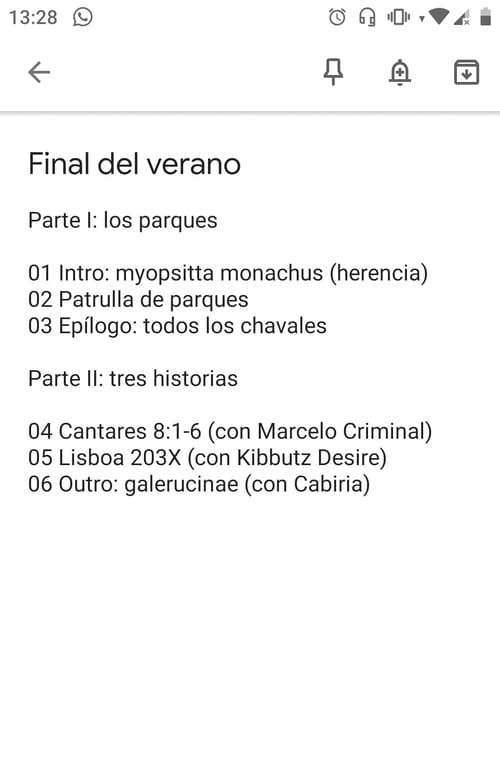 13:28
Final del verano
Parte I: los parques
01 Intro: myopsitta monachus (herencia)
02 Patrulla de parques
03 Epílogo: todos los chavales
Parte II: tres historias
04 Cantares 8:1-6 (con Marcelo Criminal)
05 Lisboa 203X (con Kibbutz Desire)
06 Outro: galerucinae (con Cabiria)